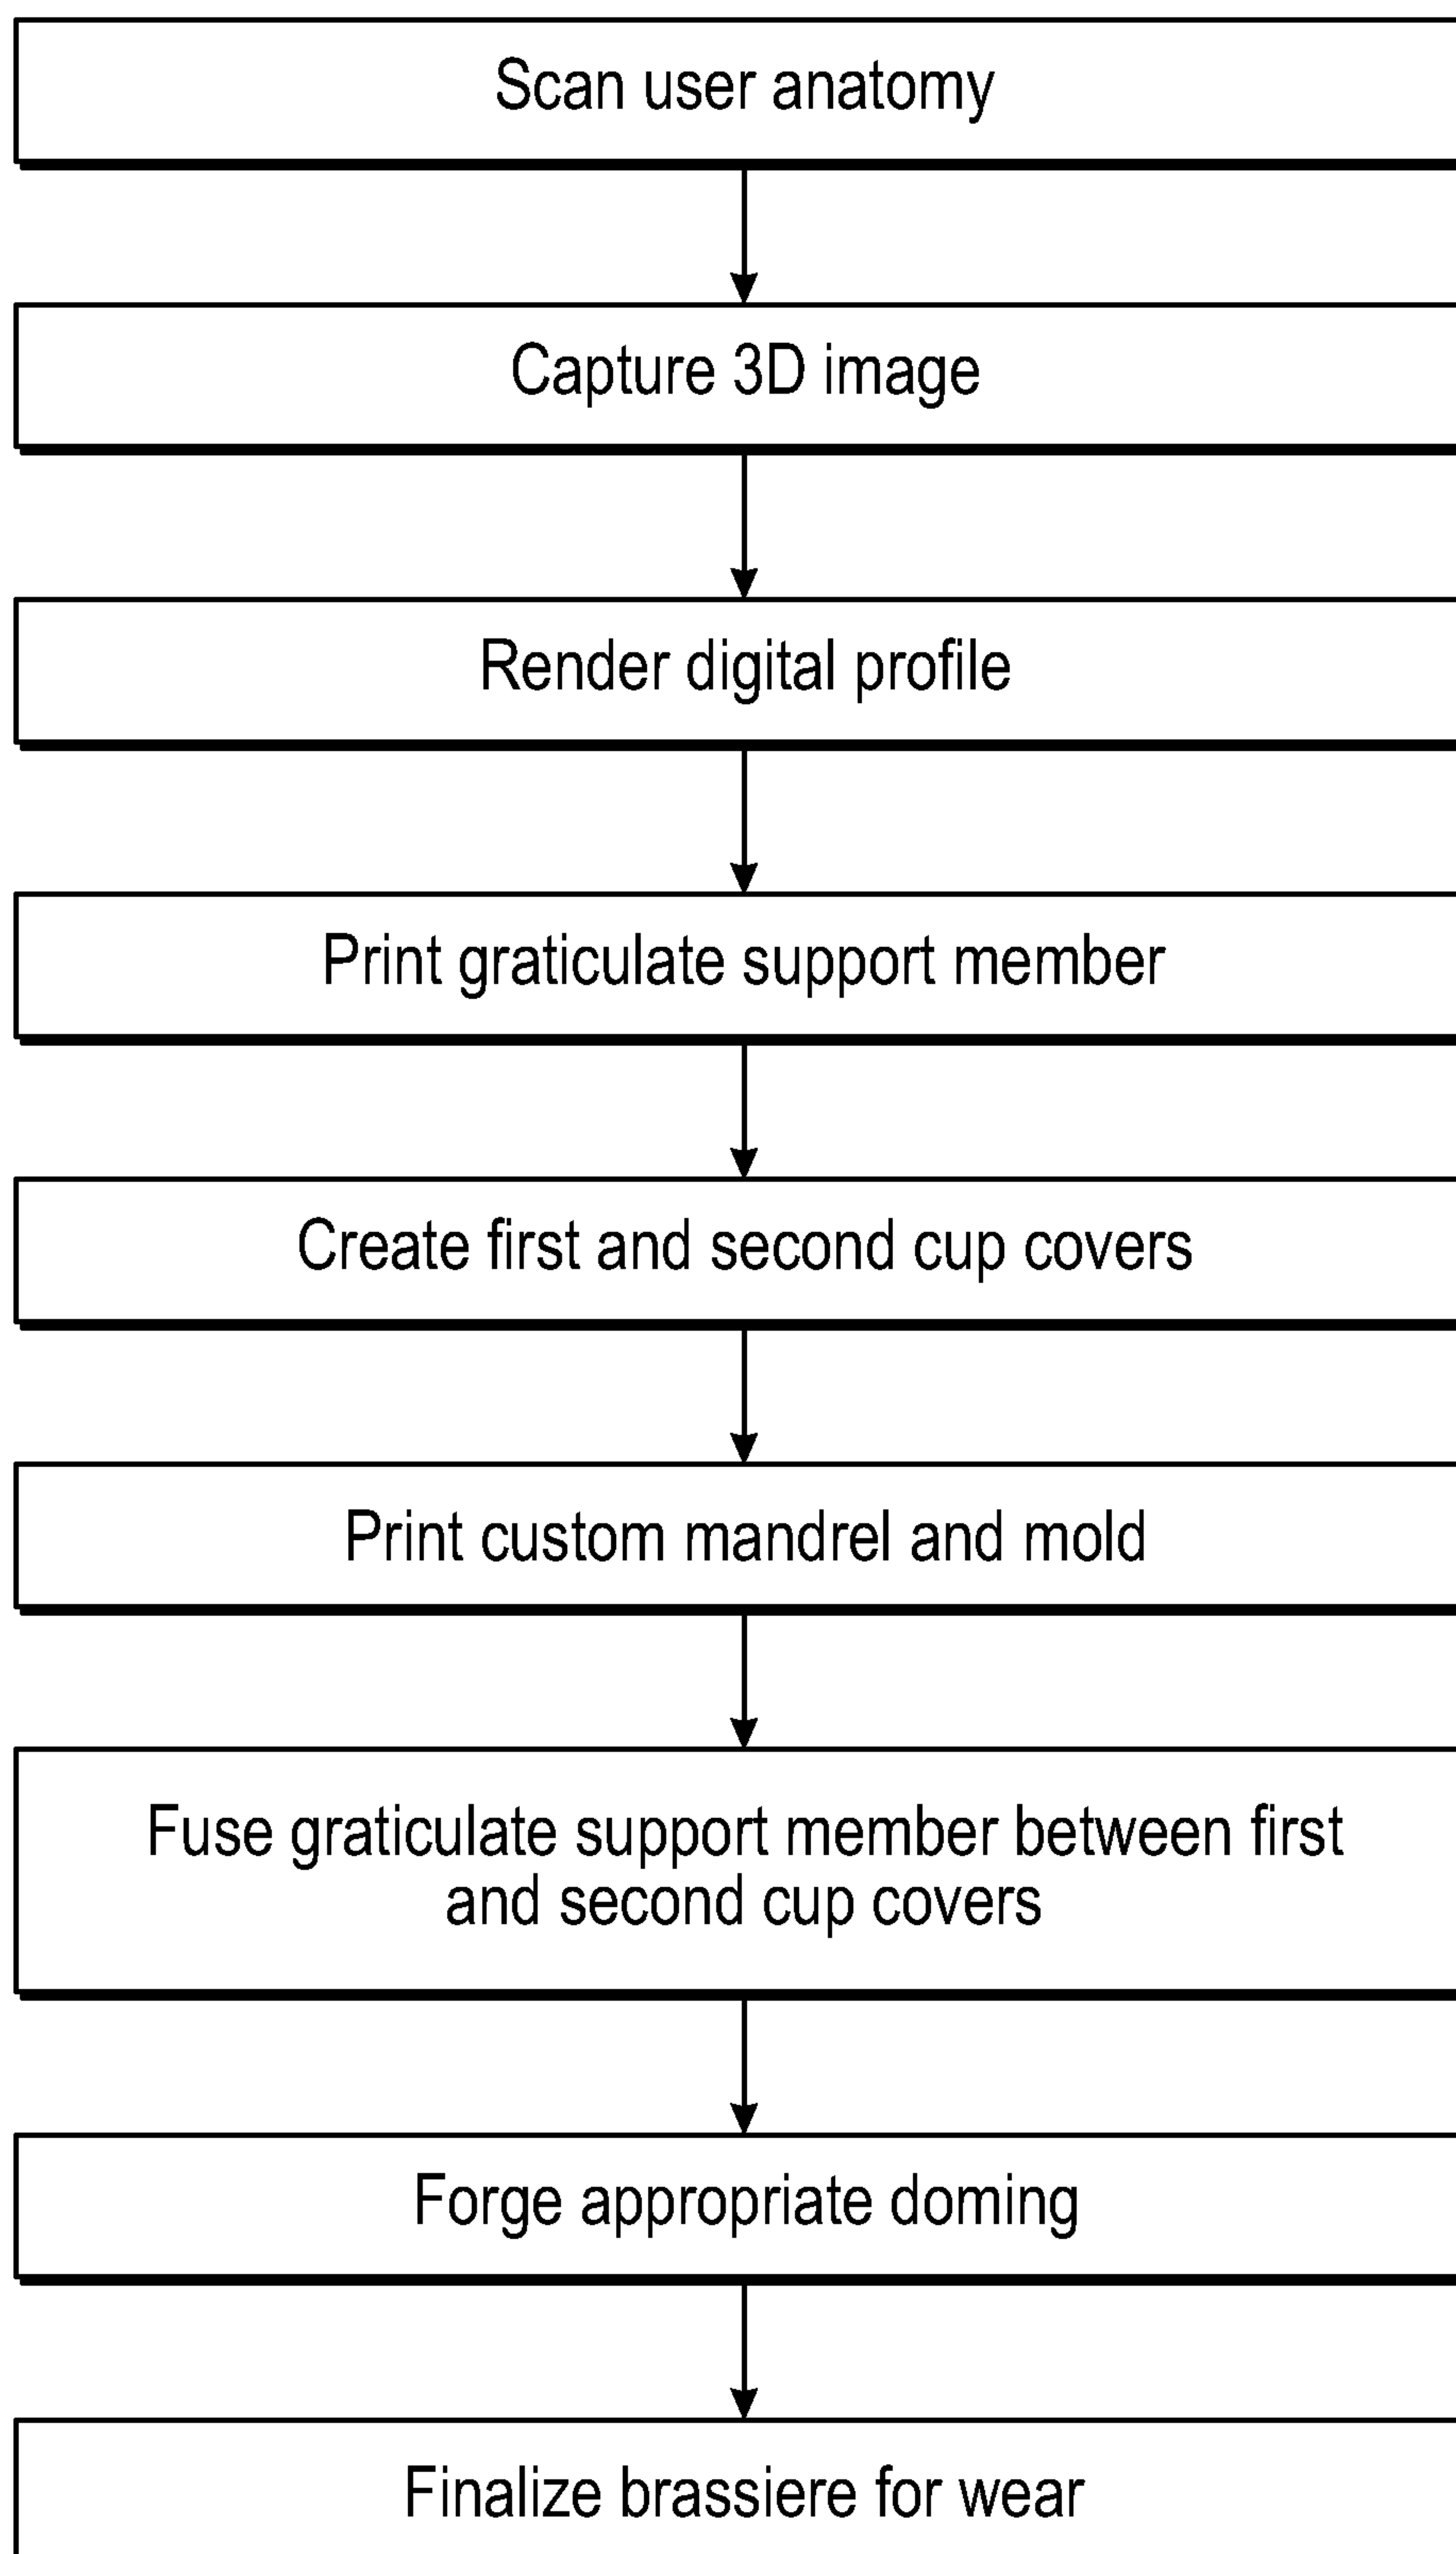 Scan user anatomy
Capture 3D image
Render digital profile
Print graticulate support member
Create first and second cup covers
Print custom mandrel and mold
Fuse graticulate support member between first
and second cup covers
Forge appropriate doming
Finalize brassiere for wear